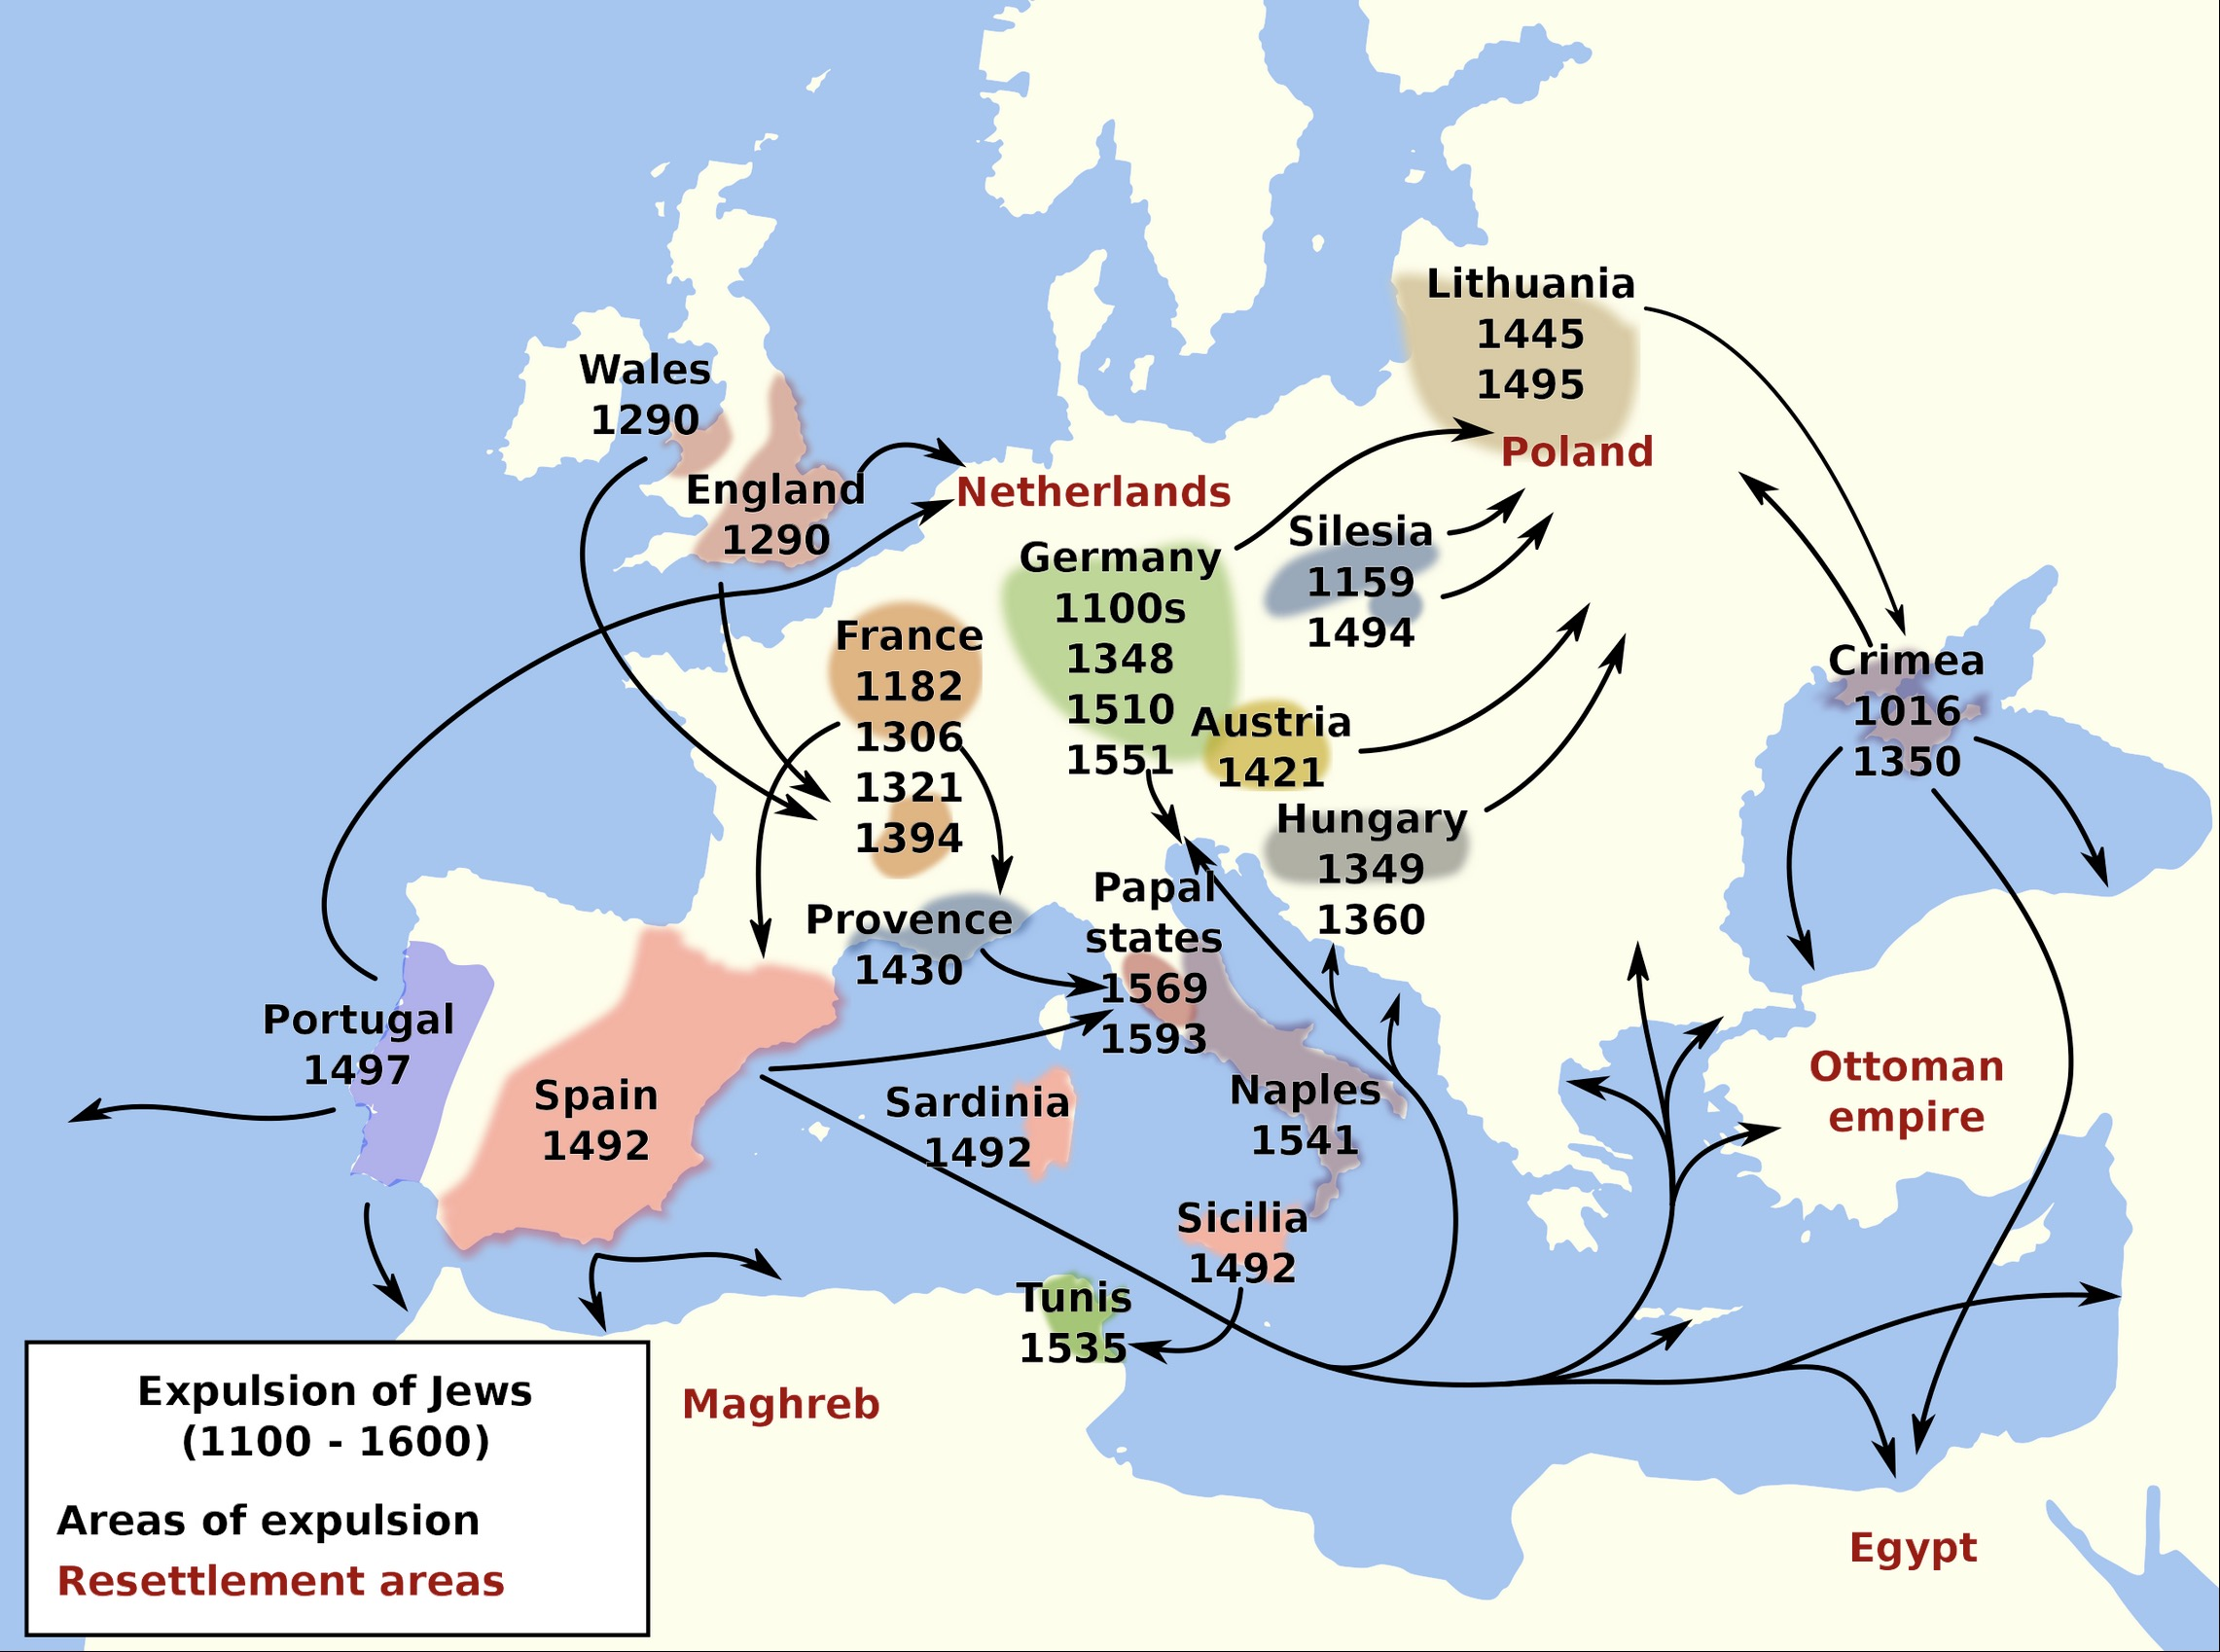 Lithuania
1445
1495
Wales
1290
Poland
England
1290
Netherlands
Silesia
1159
1494
Germany
1100s
1348
1510
1551
France
1182
1306
1321
1394
Crimea
1016
1350
Austria
1421
Hungary
1349
1360
Papal
states
1569
1593
Provence
1430
Portugal
1497
Spain
1492
Sardinia
1492
Naples
1541
Ottoman
empire
Sicilia
1492
Tunis
1535
Maghreb
Egypt
Expulsion of Jews
(1100 - 1600)
Areas of expulsion
Resettlement areas